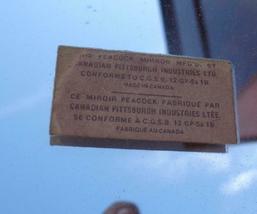 THIS PEACOCK MIRROR MFG'D. BY
CANADIAN PITTSBURGH INDUSTRIES LTD.
CONFORMS TO C.G.S.B. 12-GP-5a 1B
MADE IN CANADA
CE MIROIR PEACOCK FABRIQUÉ PAR
CANADIAN PITTSBURGH INDUSTRIES LTÉE.
SE CONFORME À C.G.S.B. 12 GP-5a 1b
FABRIQUÉ AU CANADA